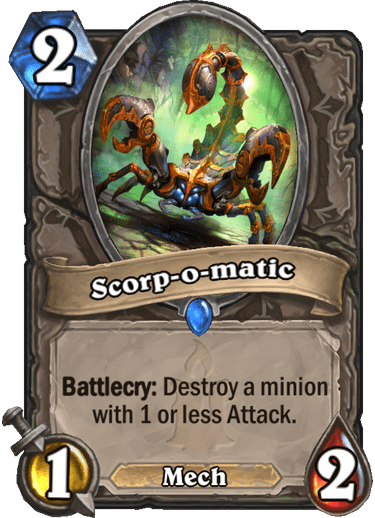 2
Scorp-o-matic
Battlecry: Destroy a minion
with 1 or less Attack.
1
Mech
2